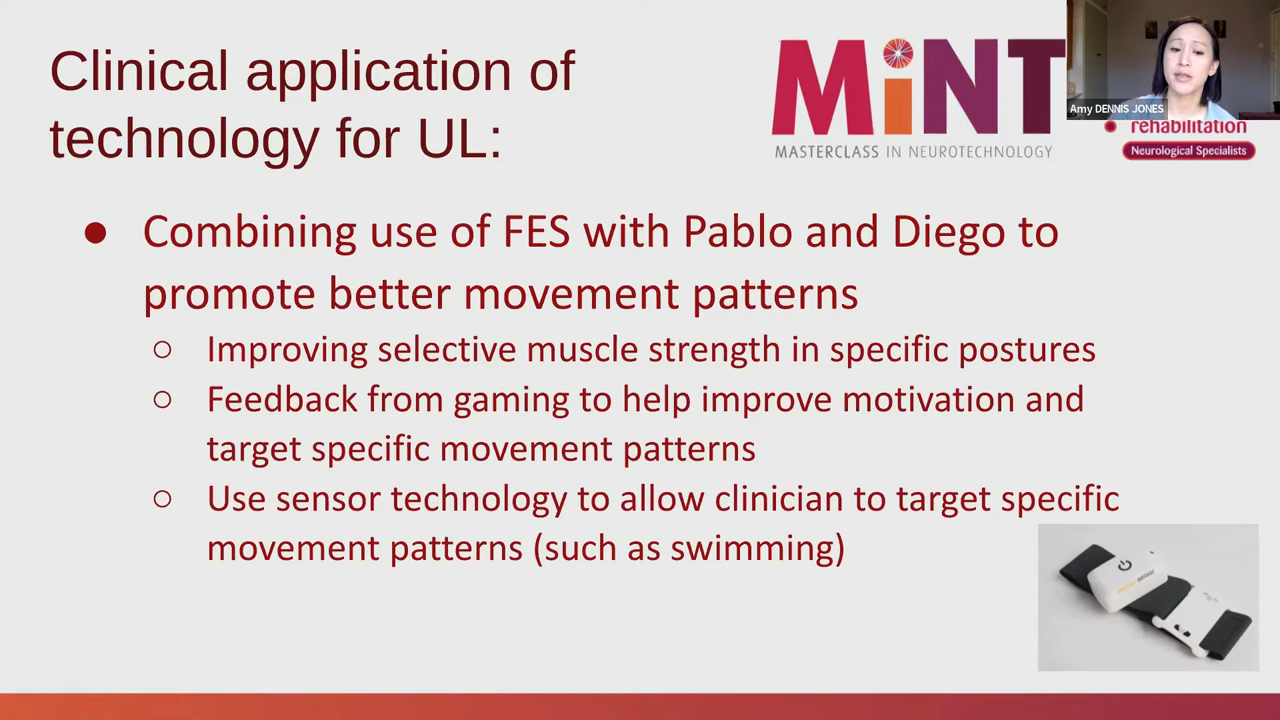 Clinical application of
technology for UL:
MiNT
MASTERCLASS IN NEUROTECHNOLOGY
Amy DENNIS JONES
rehabilitation
Neurological Specialists
● Combining use of FES with Pablo and Diego to
promote better movement patterns
○ Improving selective muscle strength in specific postures
○ Feedback from gaming to help improve motivation and
target specific movement patterns
○ Use sensor technology to allow clinician to target specific
movement patterns (such as swimming)